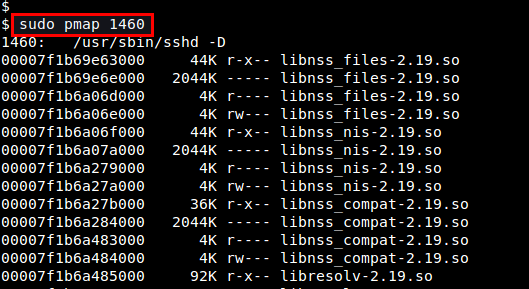 $
$ sudo pmap 1460
1460:   /usr/sbin/sshd -D
00007f1b69e63000     44K r-x-- libnss_files-2.19.so
00007f1b69e6e000   2044K ----- libnss_files-2.19.so
00007f1b6a06d000      4K r---- libnss_files-2.19.so
00007f1b6a06e000      4K rw--- libnss_files-2.19.so
00007f1b6a06f000     44K r-x-- libnss_nis-2.19.so
00007f1b6a07a000   2044K ----- libnss_nis-2.19.so
00007f1b6a279000      4K r---- libnss_nis-2.19.so
00007f1b6a27a000      4K rw--- libnss_nis-2.19.so
00007f1b6a27b000     36K r-x-- libnss_compat-2.19.so
00007f1b6a284000   2044K ----- libnss_compat-2.19.so
00007f1b6a483000      4K r---- libnss_compat-2.19.so
00007f1b6a484000      4K rw--- libnss_compat-2.19.so
00007f1b6a485000     92K r-x-- libresolv-2.19.so